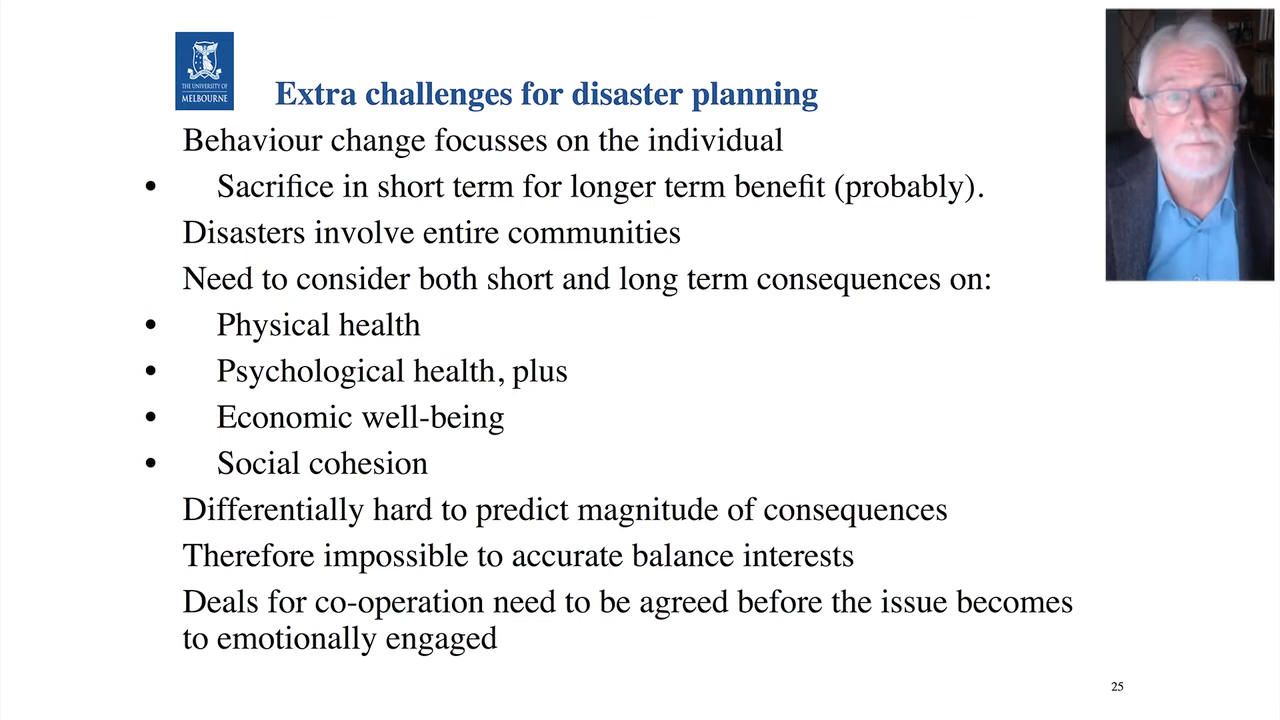 THE UNIVERSITY OF
MELBOURNE
Extra challenges for disaster planning
Behaviour change focusses on the individual
• Sacrifice in short term for longer term benefit (probably).
Disasters involve entire communities
Need to consider both short and long term consequences on:
• Physical health
• Psychological health, plus
• Economic well-being
• Social cohesion
Differentially hard to predict magnitude of consequences
Therefore impossible to accurate balance interests
Deals for co-operation need to be agreed before the issue becomes
to emotionally engaged
25